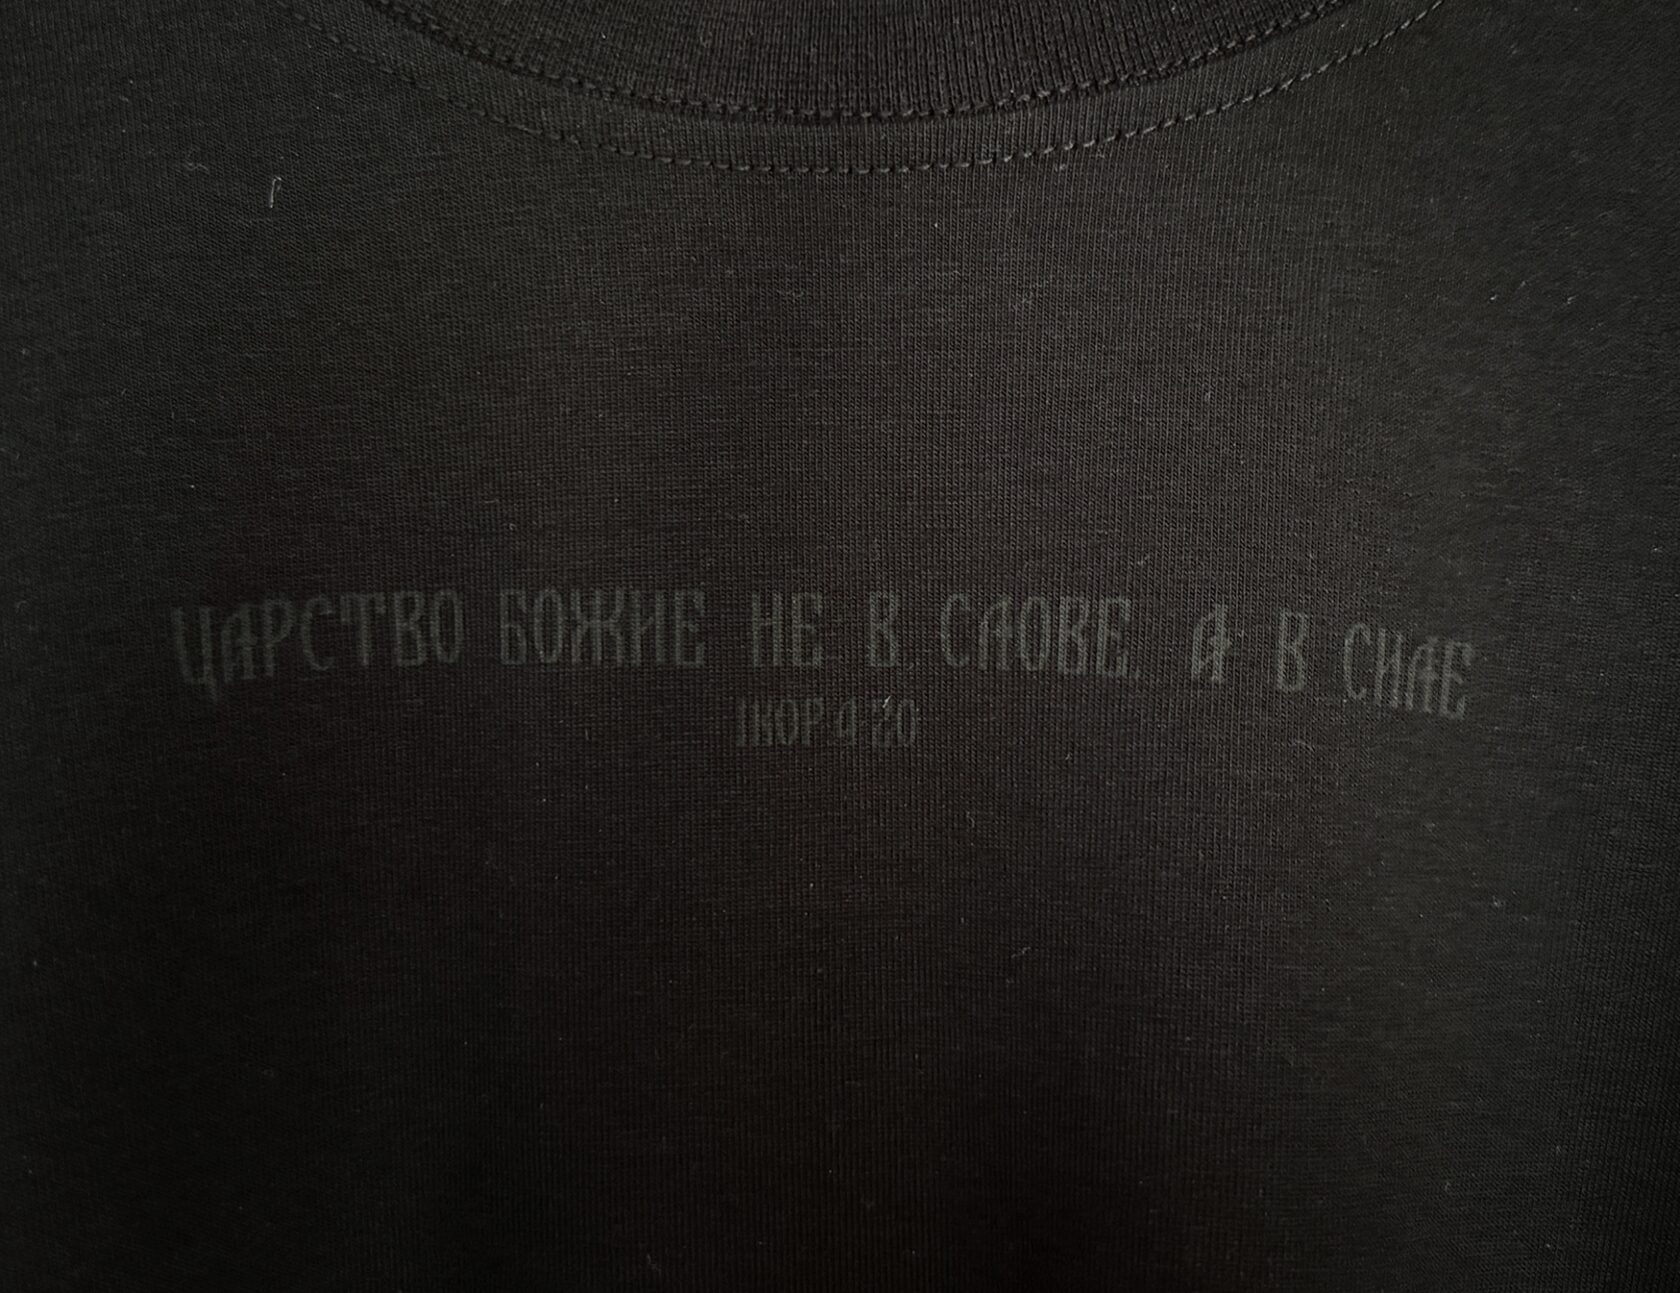 ЦАРСТВО БОЖИЕ НЕ В СЛОВЕ, А В СИЛЕ
1КОР 4:20